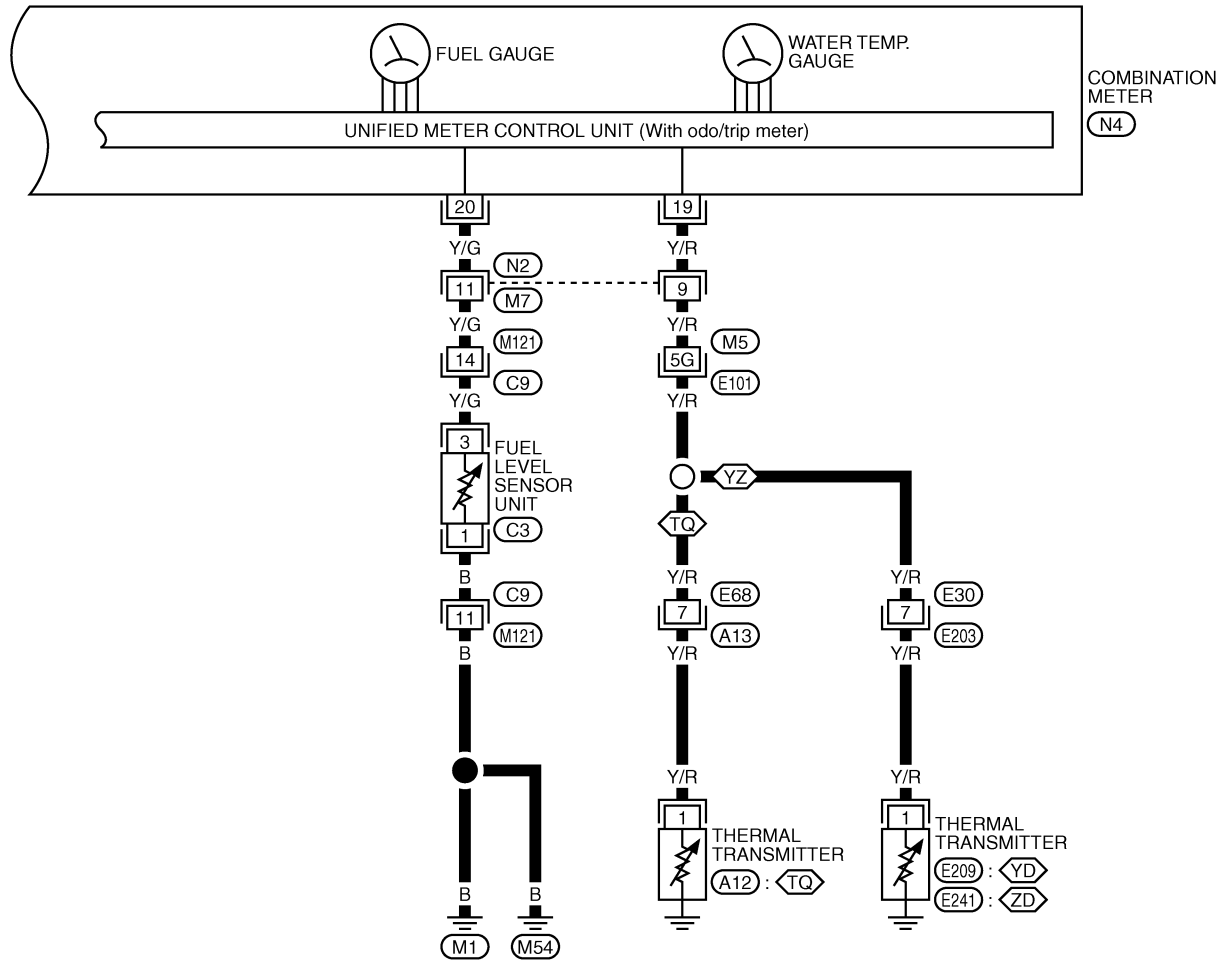 FUEL GAUGE
WATER TEMP.
GAUGE
COMBINATION
METER
N4
UNIFIED METER CONTROL UNIT (With odo/trip meter)
20
19
Y/G
Y/R
N2
11
9
M7
Y/G
Y/R
M121
M5
14
5G
C9
E101
Y/G
Y/R
3
FUEL
LEVEL
SENSOR
UNIT
YZ
TQ
1
C3
B
Y/R
Y/R
C9
E68
E30
11
7
7
M121
A13
E203
B
Y/R
Y/R
Y/R
Y/R
1
1
THERMAL
TRANSMITTER
A12 : TQ
THERMAL
TRANSMITTER
E209 : YD
E241 : ZD
B
B
M1
M54